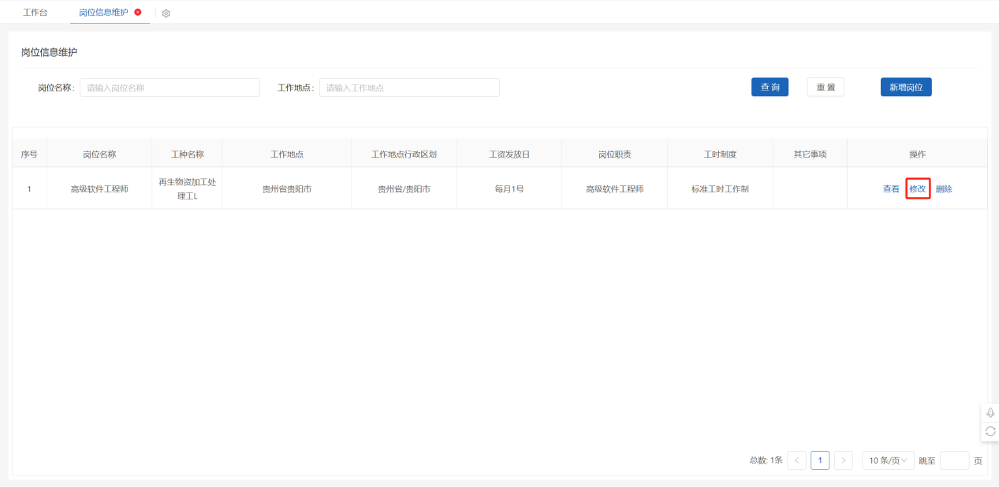 工作台
岗位信息维护
岗位信息维护
岗位名称:
请输入岗位名称
工作地点:
请输入工作地点
查 询
重 置
新增岗位
序号
岗位名称
工种名称
工作地点
工作地点行政区划
工资发放日
岗位职责
工时制度
其它事项
操作
1
高级软件工程师
再生物资加工处
理工L
贵州省贵阳市
贵州省/贵阳市
每月1号
高级软件工程师
标准工时工作制
查看
修改
删除
总数: 1条
<
1
>
10 条/页
跳至
页